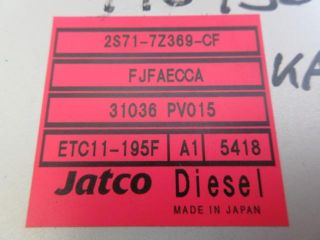 2S71-7Z369-CF
FJFAECCA
31036 PV015
ETC11-195F A1 5418
Jatco Diesel
MADE IN JAPAN